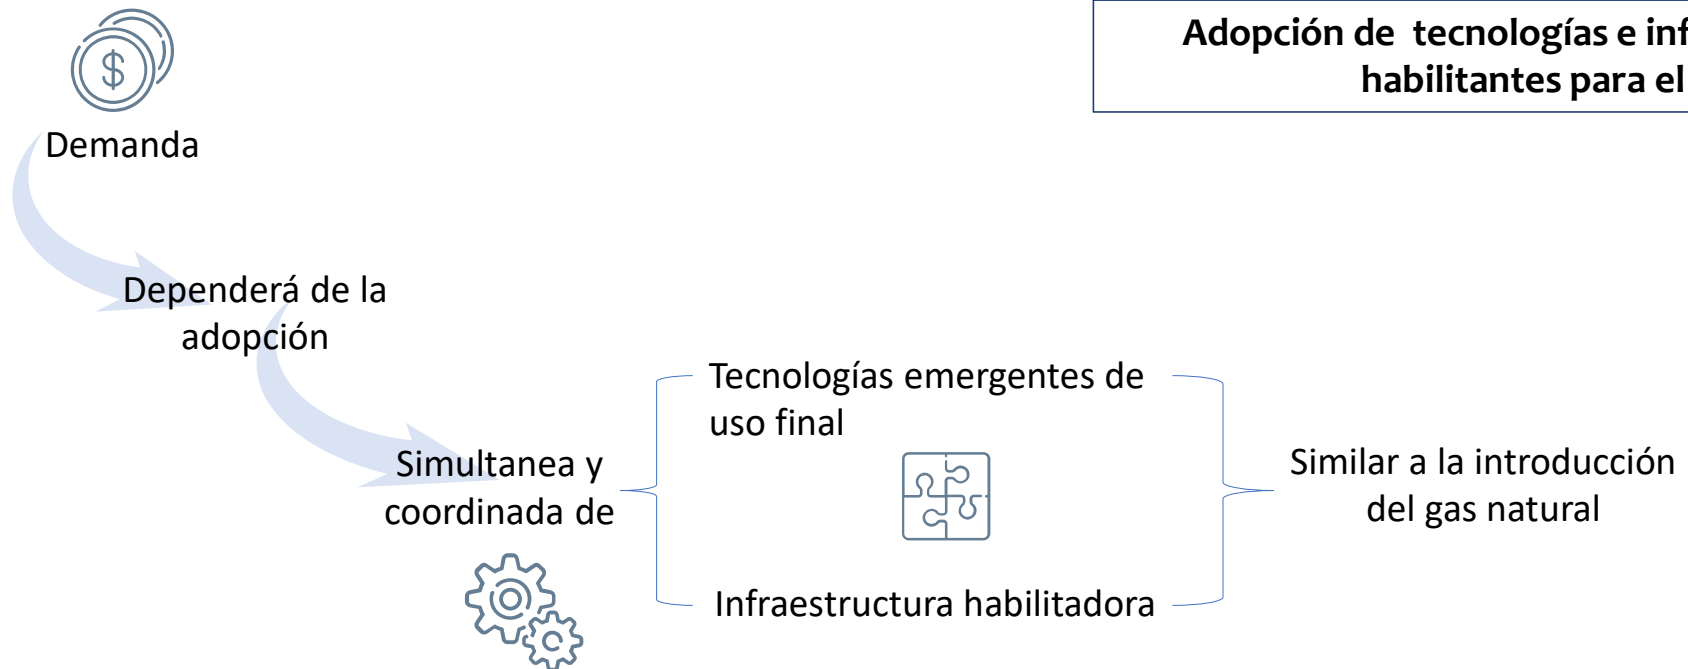 Adopción de tecnologías e
habilitantes para el
Demanda
Dependerá de la
adopción
Simultanea y
coordinada de
Tecnologías emergentes de
uso final
Infraestructura habilitadora
Similar a la introducción
del gas natural
$